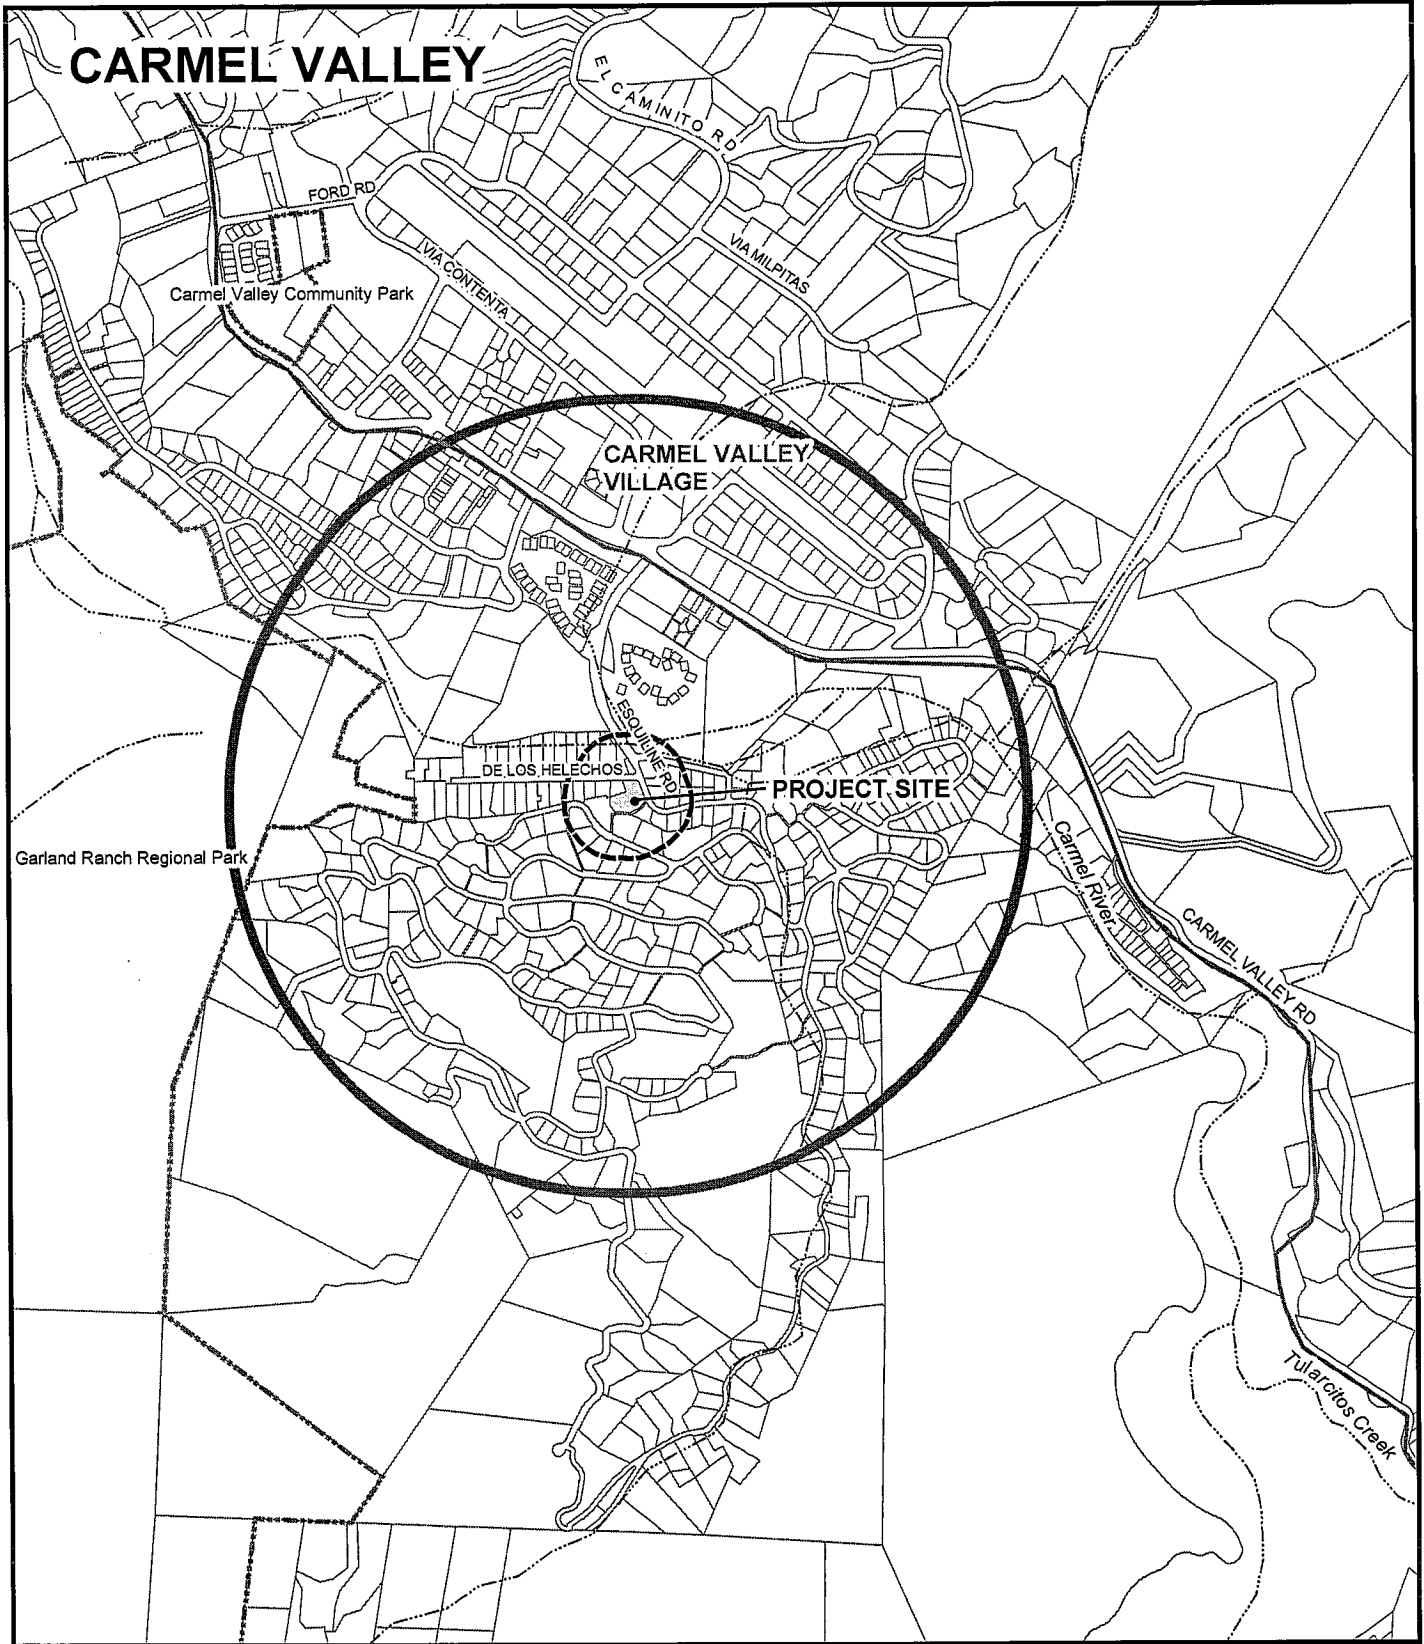 CARMEL VALLEY
EL CAMINITO RD
FORD RD
VIA CONTENTA
VIA MILPITAS
Carmel Valley Community Park
CARMEL VALLEY
VILLAGE
ESQUILINE RD
DE LOS HELECHOS
PROJECT SITE
Garland Ranch Regional Park
Carmel River
CARMEL VALLEY RD
Tularcitos Creek